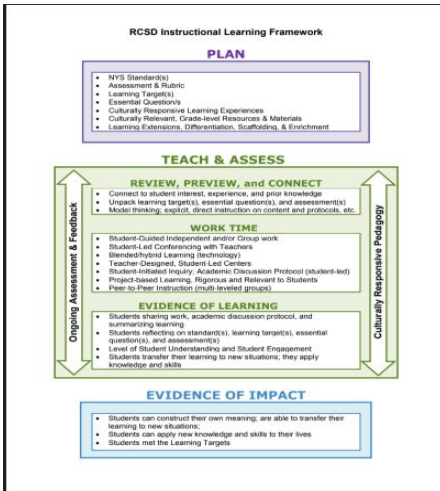 RCSD Instructional Learning Framework
PLAN
• NYS Standard(s)
• Assessment & Rubric
• Learning Target(s)
• Essential Question/s
• Culturally Responsive Learning Experiences
• Culturally Relevant, Grade-level Resources & Materials
• Learning Extensions, Differentiation, Scaffolding, & Enrichment
TEACH & ASSESS
Ongoing Assessment & Feedback
REVIEW, PREVIEW, and CONNECT
• Connect to student interest, experience, and prior knowledge
• Unpack learning target(s), essential question(s), and assessment(s)
• Model thinking; explicit, direct instruction on content and protocols, etc.
WORK TIME
• Student-Guided Independent and/or Group work
• Student-Led Conferencing with Teachers
• Blended/hybrid Learning (technology)
• Teacher-Designed, Student-Led Centers
• Student-Initiated Inquiry: Academic Discussion Protocol (student-led)
• Project-based Learning, Rigorous and Relevant to Students
• Peer-to-Peer Instruction (multi leveled groups)
EVIDENCE OF LEARNING
• Students sharing work, academic discussion protocol, and
summarizing learning
• Students reflecting on standard(s), learning target(s), essential
question(s), and assessment(s)
• Level of Student Understanding and Student Engagement
• Students transfer their learning to new situations; they apply
knowledge and skills
Culturally Responsive Pedagogy
EVIDENCE OF IMPACT
• Students can construct their own meaning; are able to transfer their
learning to new situations;
• Students can apply new knowledge and skills to their lives
• Students met the Learning Targets